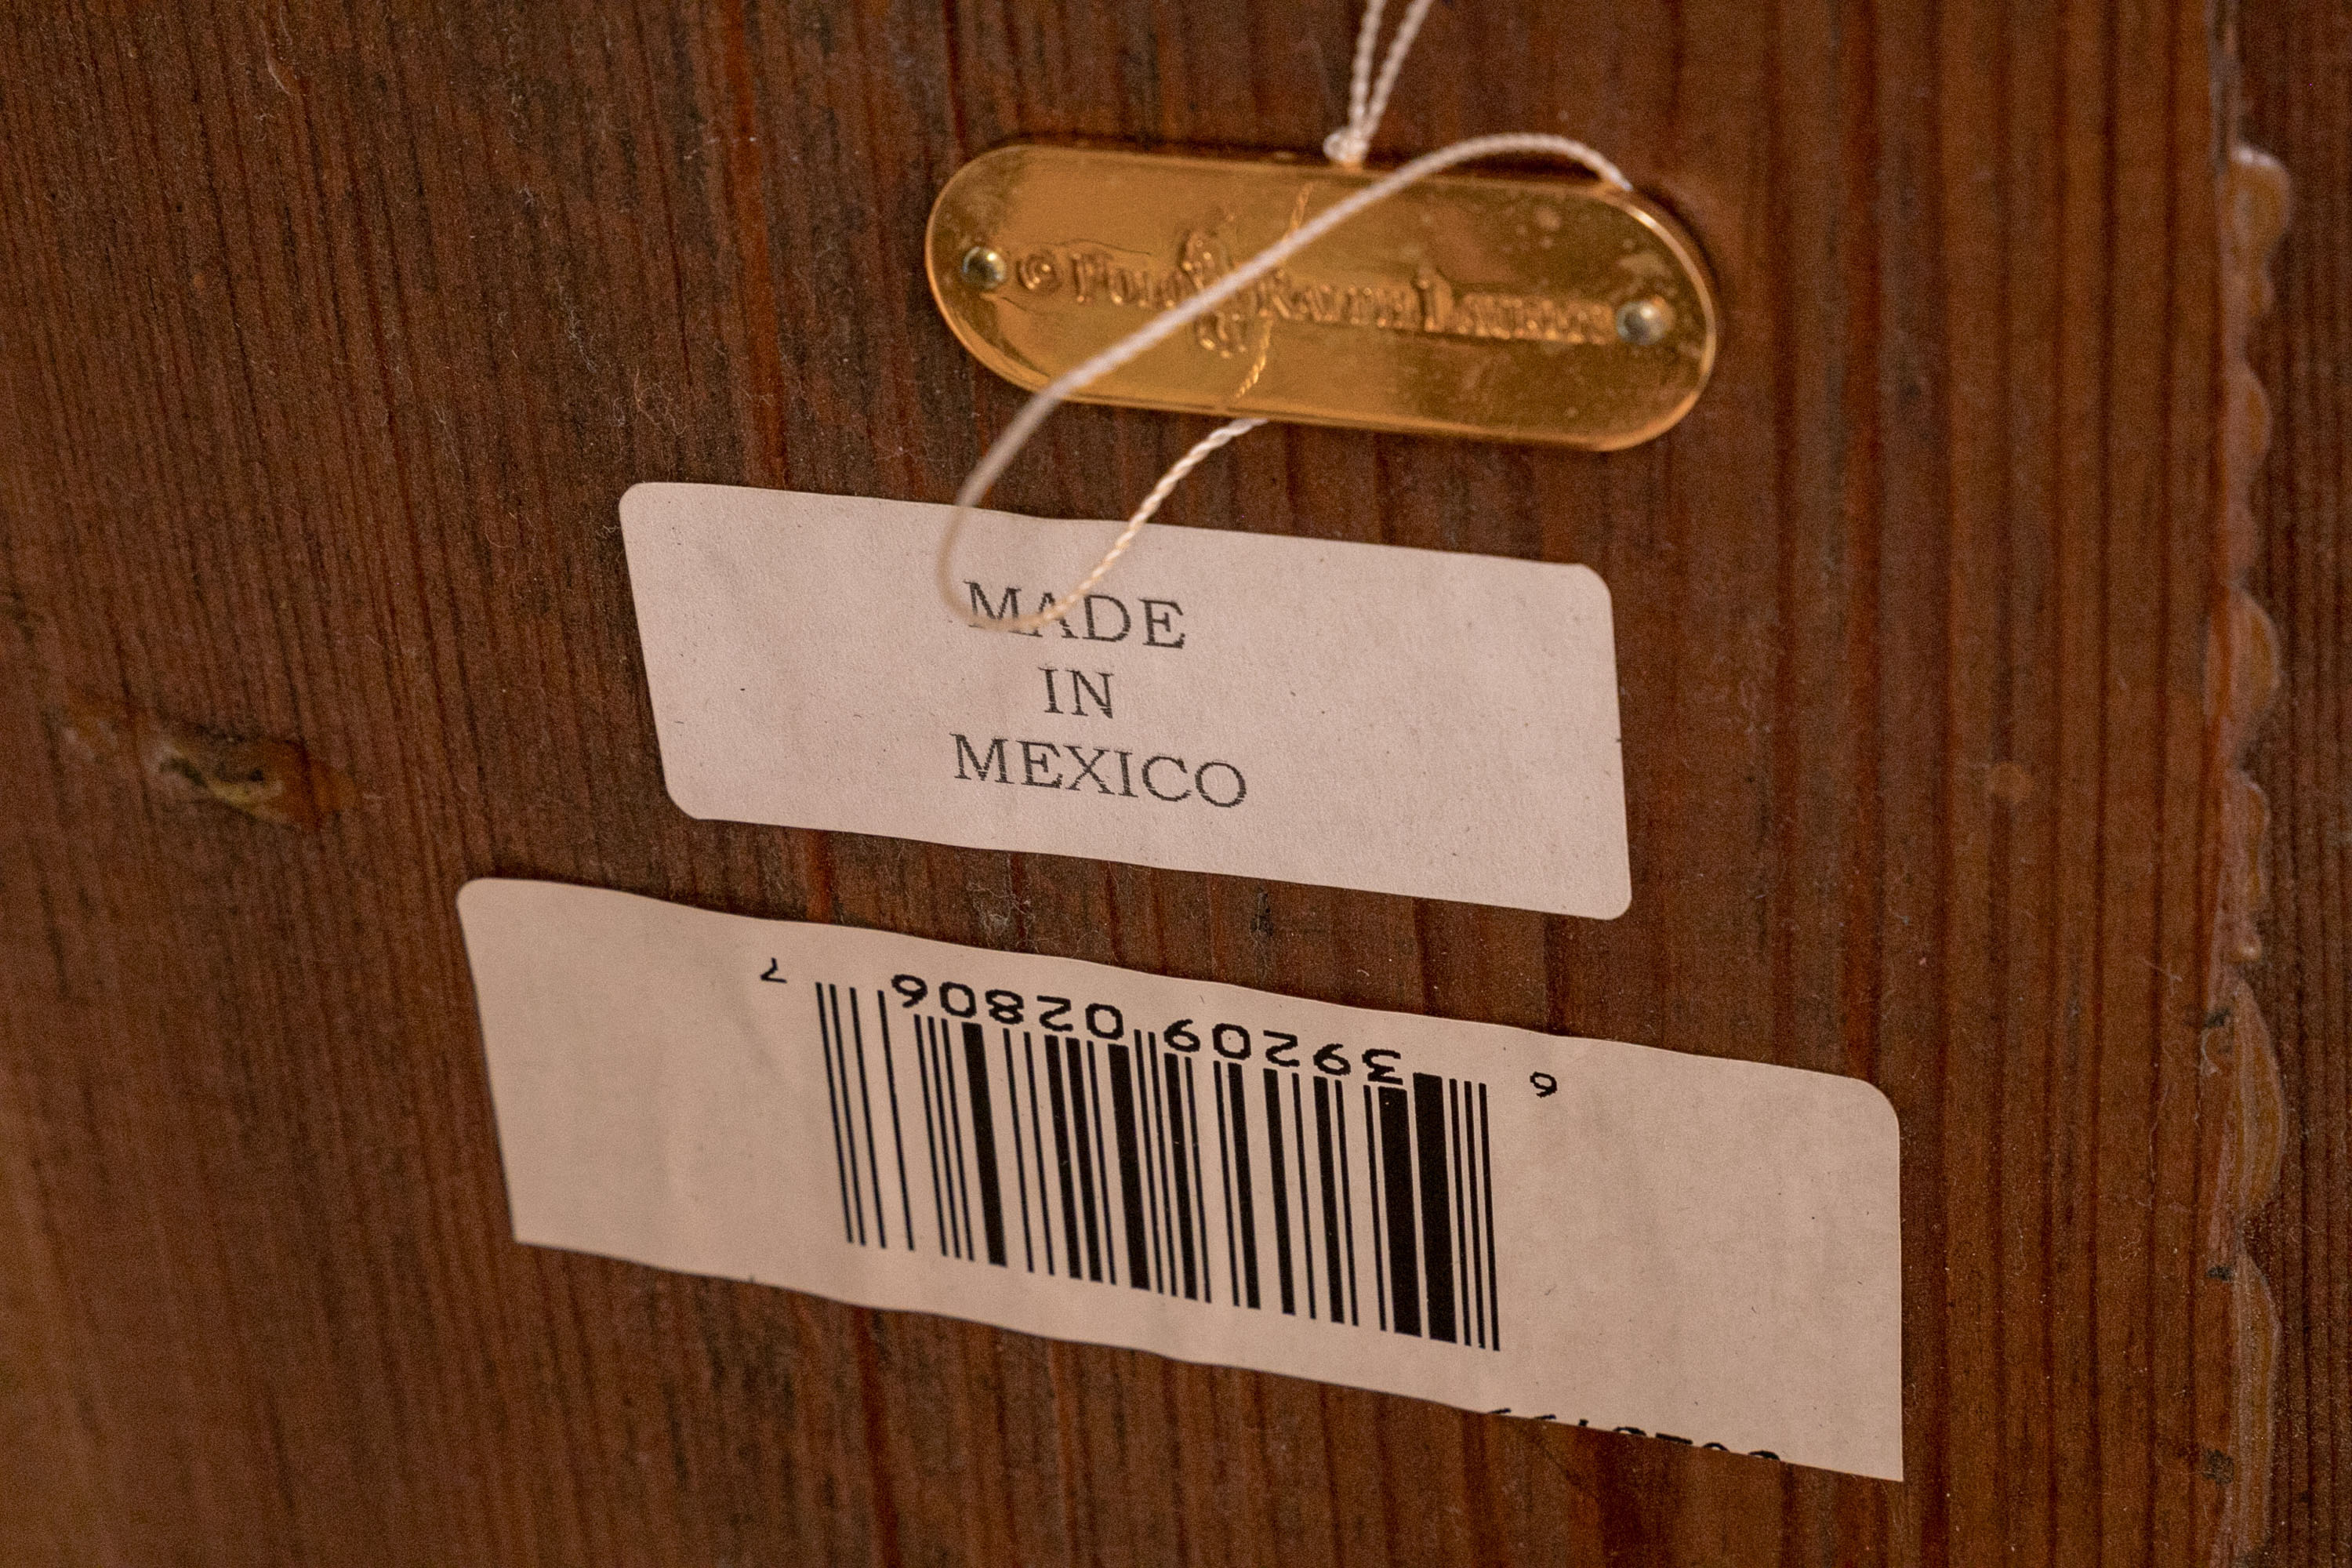 © POLO RALPH LAUREN
MADE
IN
MEXICO
6 39209 02806 7